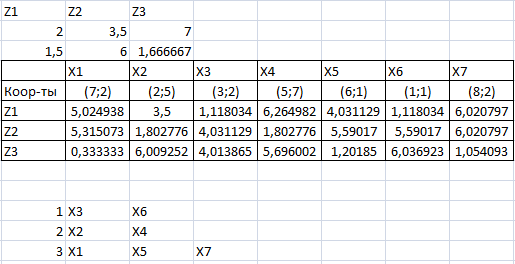 Z1 Z2 Z3
2 3,5 7
1,5 6 1,666667
X1 X2 X3 X4 X5 X6 X7
Коор-ты (7;2) (2;5) (3;2) (5;7) (6;1) (1;1) (8;2)
Z1 5,024938 3,5 1,118034 6,264982 4,031129 1,118034 6,020797
Z2 5,315073 1,802776 4,031129 1,802776 5,59017 5,59017 6,020797
Z3 0,333333 6,009252 4,013865 5,696002 1,20185 6,036923 1,054093
1 X3 X6
2 X2 X4
3 X1 X5 X7